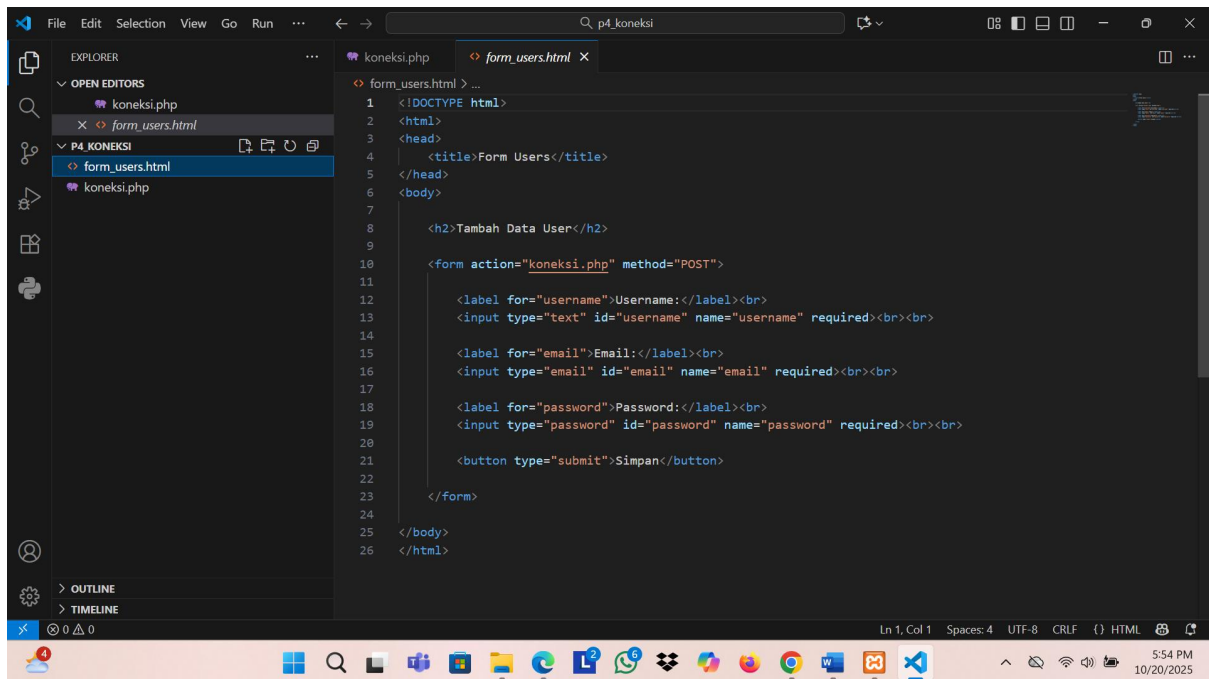 File Edit Selection View Go Run ...
p4_koneksi
EXPLORER
OPEN EDITORS
koneksi.php
form_users.html
P4_KONEKSI
form_users.html
koneksi.php
OUTLINE
TIMELINE
koneksi.php form_users.html
form_users.html > ...
1 <!DOCTYPE html>
2 <html>
3 <head>
4 <title>Form Users</title>
5 </head>
6 <body>
7
8 <h2>Tambah Data User</h2>
9
10 <form action="koneksi.php" method="POST">
11
12 <label for="username">Username:</label><br>
13 <input type="text" id="username" name="username" required><br><br>
14
15 <label for="email">Email:</label><br>
16 <input type="email" id="email" name="email" required><br><br>
17
18 <label for="password">Password:</label><br>
19 <input type="password" id="password" name="password" required><br><br>
20
21 <button type="submit">Simpan</button>
22
23 </form>
24
25 </body>
26 </html>
0 0 Ln 1, Col 1 Spaces: 4 UTF-8 CRLF {} HTML
4 L 2 6 W 5:54 PM
10/20/2025